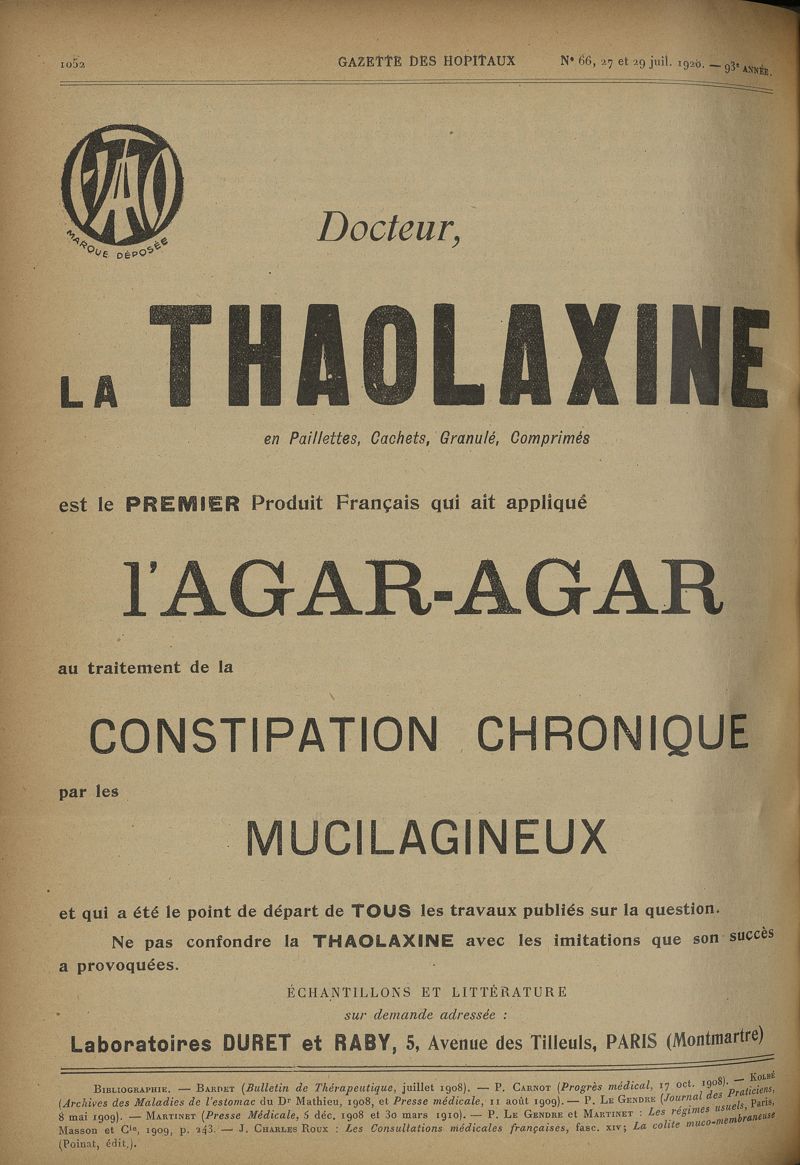 1052 GAZETTE DES HOPITAUX N° 66, 27 et 29 juil. 1920. — 93e ANNÉE.
MARQUE DÉPOSÉE
Docteur,
LA THAOLAXINE
en Paillettes, Cachets, Granulé, Comprimés
est le PREMIER Produit Français qui ait appliqué
l'AGAR-AGAR
au traitement de la
CONSTIPATION CHRONIQUE
par les
MUCILAGINEUX
et qui a été le point de départ de TOUS les travaux publiés sur la question.
Ne pas confondre la THAOLAXINE avec les imitations que son succès
a provoquées.
ÉCHANTILLONS ET LITTÉRATURE
sur demande adressée :
Laboratoires DURET et RABY, 5, Avenue des Tilleuls, PARIS (Montmartre)
BIBLIOGRAPHIE. — BARDET (Bulletin de Thérapeutique, juillet 1908). — P. CARNOT (Progrès médical, 17 oct. 1908). — KOLBÉ
(Archives des Maladies de l'estomac du Dr Mathieu, 1908, et Presse médicale, 11 août 1909). — P. LE GENDRE (Journal des Praticiens,
8 mai 1909). — MARTINET (Presse Médicale, 5 déc. 1908 et 30 mars 1910). — P. LE GENDRE et MARTINET : Les régimes usuels, Paris,
Masson et Cie, 1909, p. 243. — J. CHARLES ROUX : Les Consultations médicales françaises, fasc. XIV; La colite muco-membraneuse
(Poinat, édit.).